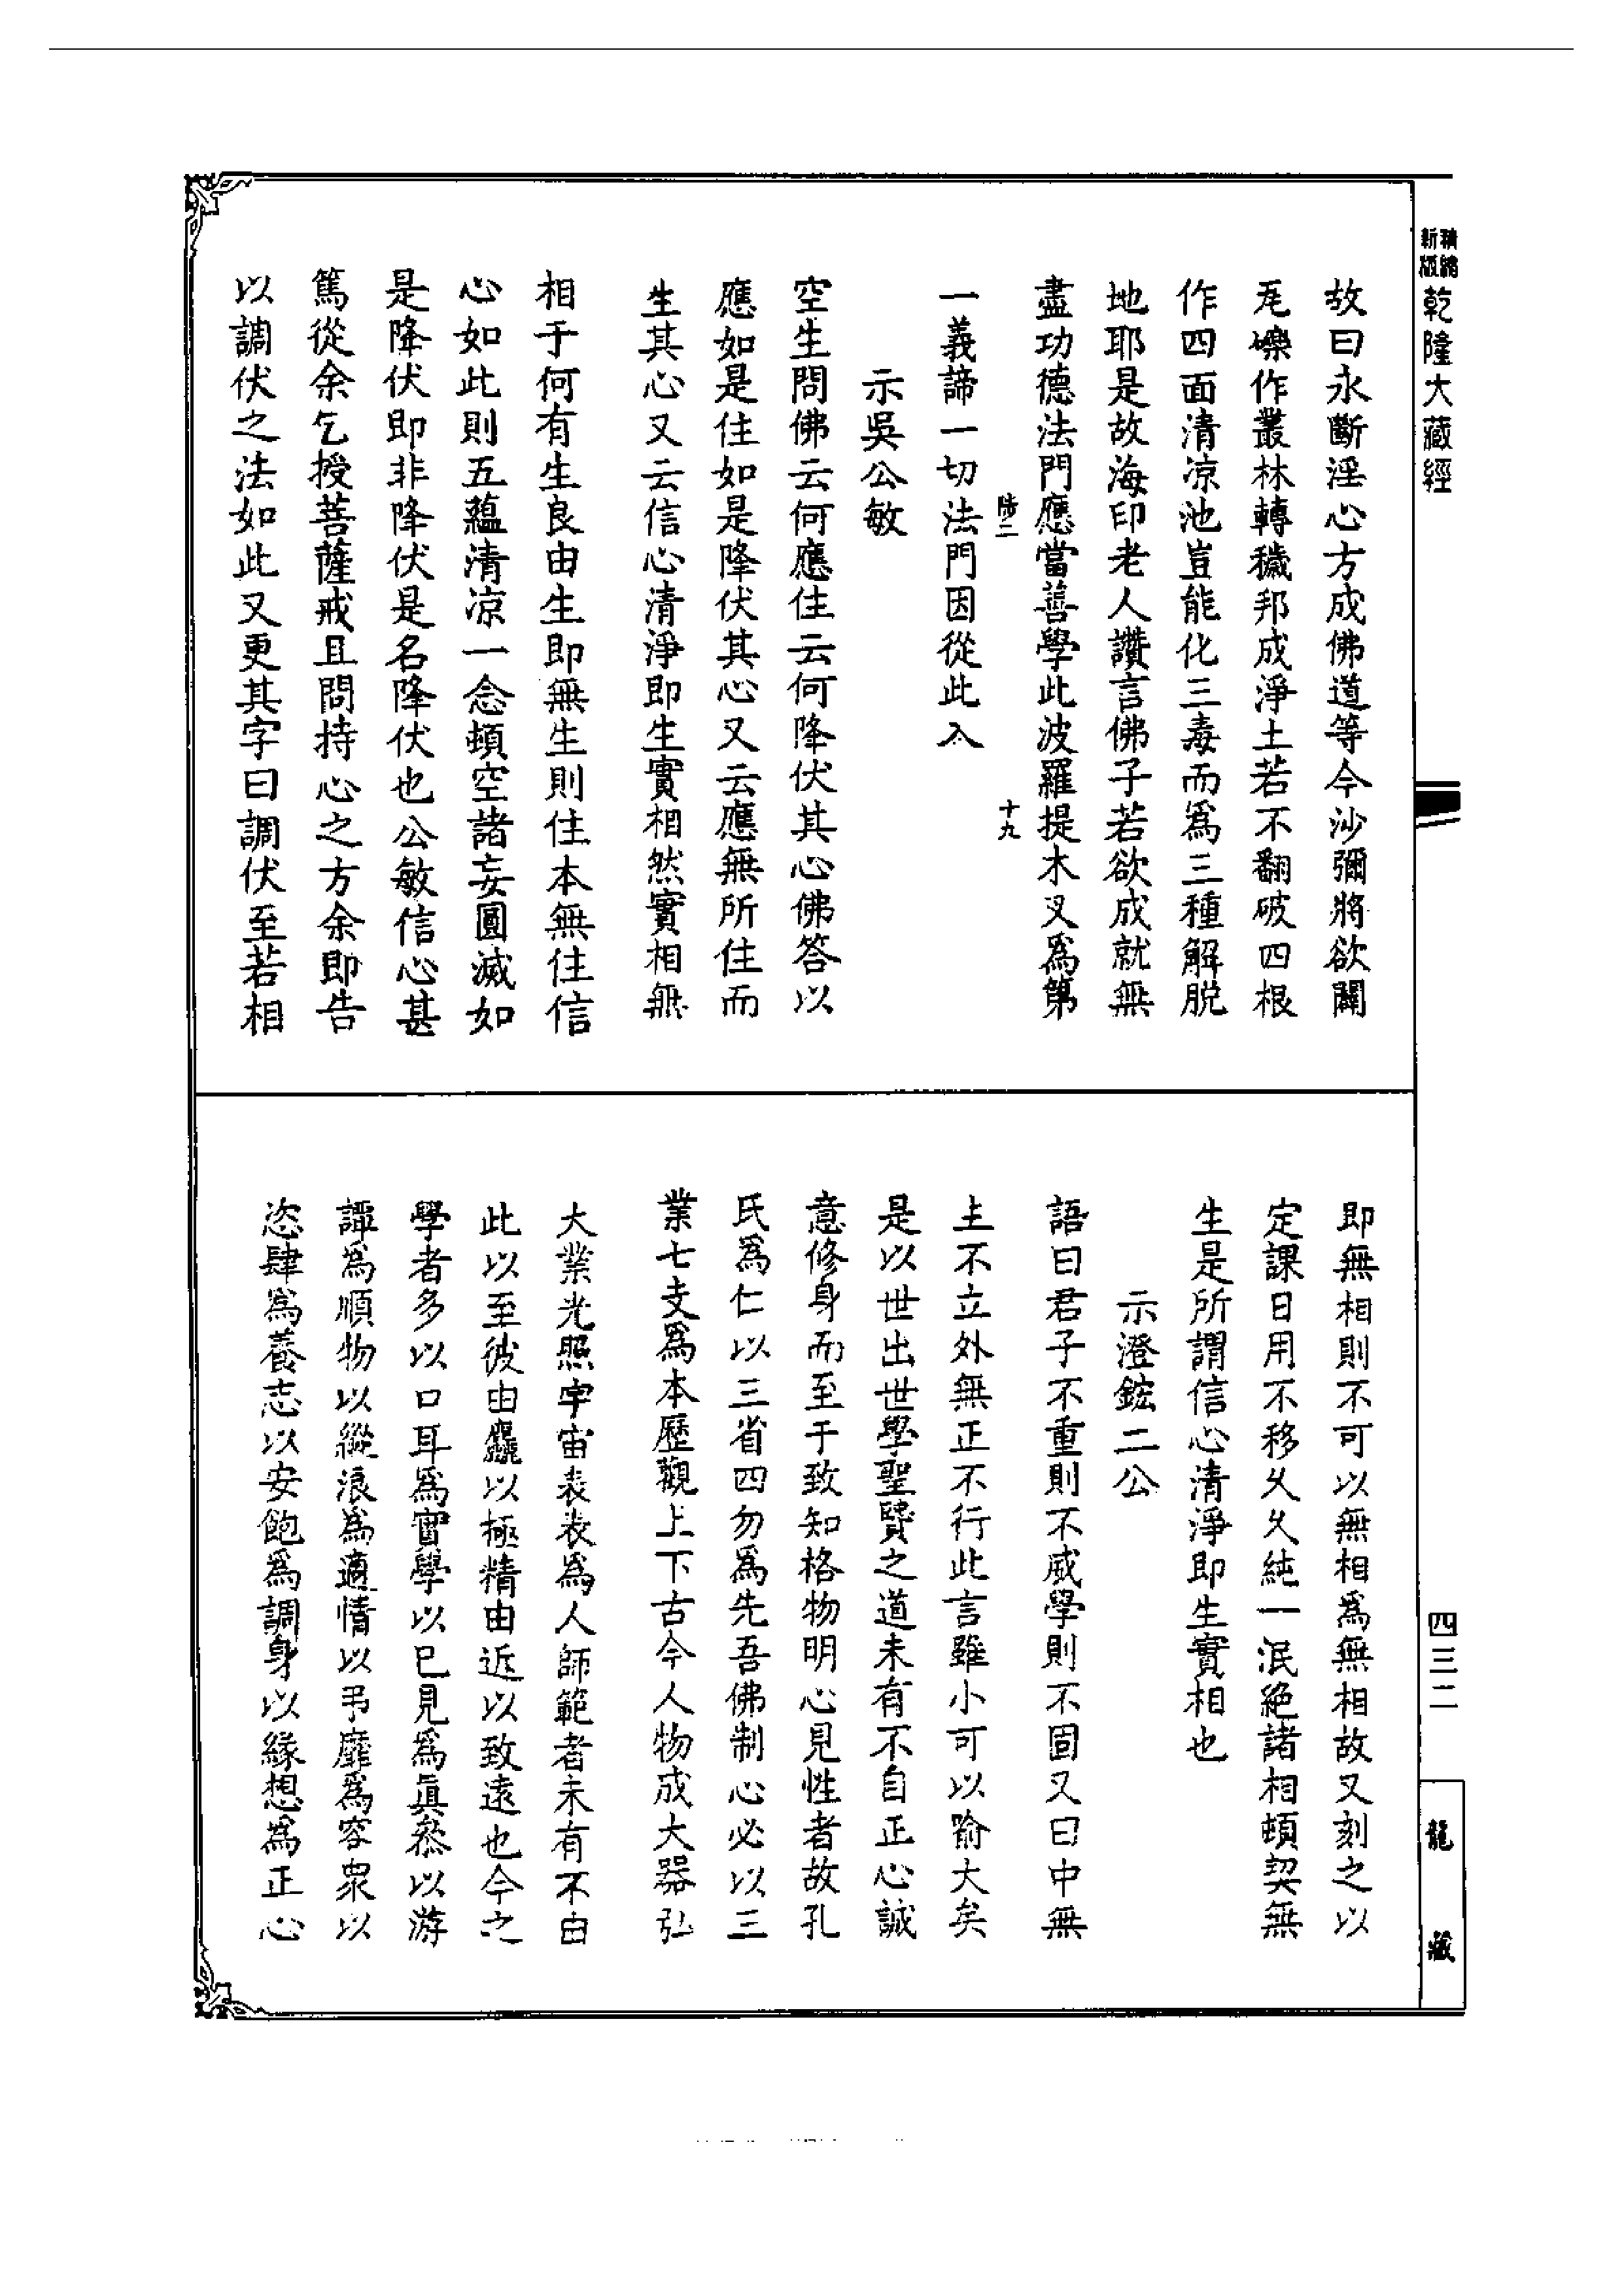 新版精縮乾隆大藏經
故曰永斷淫心方成佛道等今沙彌將欲闢
瓦礫作叢林轉穢邦成淨土若不翻破四根
作四面清凉池豈能化三毒而爲三種解脫
地耶是故海印老人讚言佛子若欲成就無
盡功德法門應當善學此波羅提木叉爲第
陟二 十九
一義諦一切法門因從此入
示吳公敏
空生問佛云何應住云何降伏其心佛答以
應如是住如是降伏其心又云應無所住而
生其心又云信心清淨即生實相然實相無
相于何有生良由生即無生則住本無住信
心如此則五蘊清凉一念頓空諸妄圓滅如
是降伏即非降伏是名降伏也公敏信心甚
篤從余乞授菩薩戒且問持心之方余即告
以調伏之法如此又更其字曰調伏至若相
即無相則不可以無相爲無相故又刻之以
定課日用不移久久純一泯絕諸相頓契無
生是所謂信心清淨即生實相也
示澄鋐二公
語曰君子不重則不威學則不固又曰中無
主不立外無正不行此言雖小可以喻大矣
是以世出世學聖賢之道未有不自正心誠
意修身而至于致知格物明心見性者故孔
氏爲仁以三省四勿爲先吾佛制心必以三
業七支爲本歷觀上下古今人物成大器弘
大業光照宇宙表表爲人師範者未有不由
此以至彼由麤以極精由近以致遠也今之
學者多以口耳爲實學以已見爲眞叅以游
譚爲順物以縱浪爲適情以弔靡爲容衆以
恣肆爲養志以安飽爲調身以緣想爲正心
四三二
龍藏